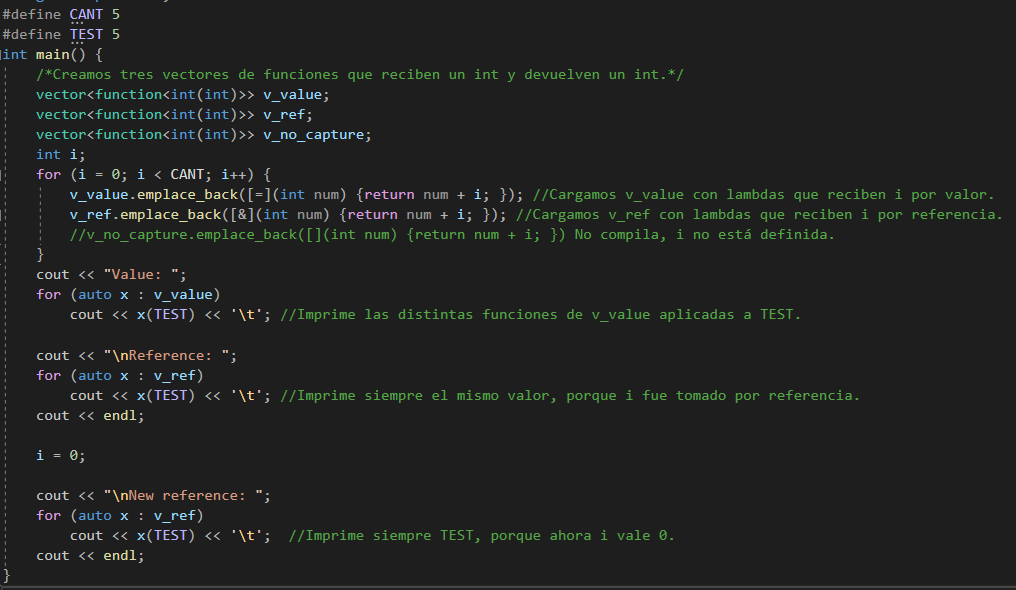 #define CANT 5
#define TEST 5
int main() {
    /*Creamos tres vectores de funciones que reciben un int y devuelven un int.*/
    vector<function<int(int)>> v_value;
    vector<function<int(int)>> v_ref;
    vector<function<int(int)>> v_no_capture;
    int i;
    for (i = 0; i < CANT; i++) {
        v_value.emplace_back([=](int num) {return num + i; }); //Cargamos v_value con lambdas que reciben i por valor.
        v_ref.emplace_back([&](int num) {return num + i; }); //Cargamos v_ref con lambdas que reciben i por referencia.
        //v_no_capture.emplace_back([](int num) {return num + i; }) No compila, i no está definida.
    }
    cout << "Value: ";
    for (auto x : v_value)
        cout << x(TEST) << '\t'; //Imprime las distintas funciones de v_value aplicadas a TEST.
    cout << "\nReference: ";
    for (auto x : v_ref)
        cout << x(TEST) << '\t'; //Imprime siempre el mismo valor, porque i fue tomado por referencia.
    cout << endl;
    i = 0;
    cout << "\nNew reference: ";
    for (auto x : v_ref)
        cout << x(TEST) << '\t';  //Imprime siempre TEST, porque ahora i vale 0.
    cout << endl;
}